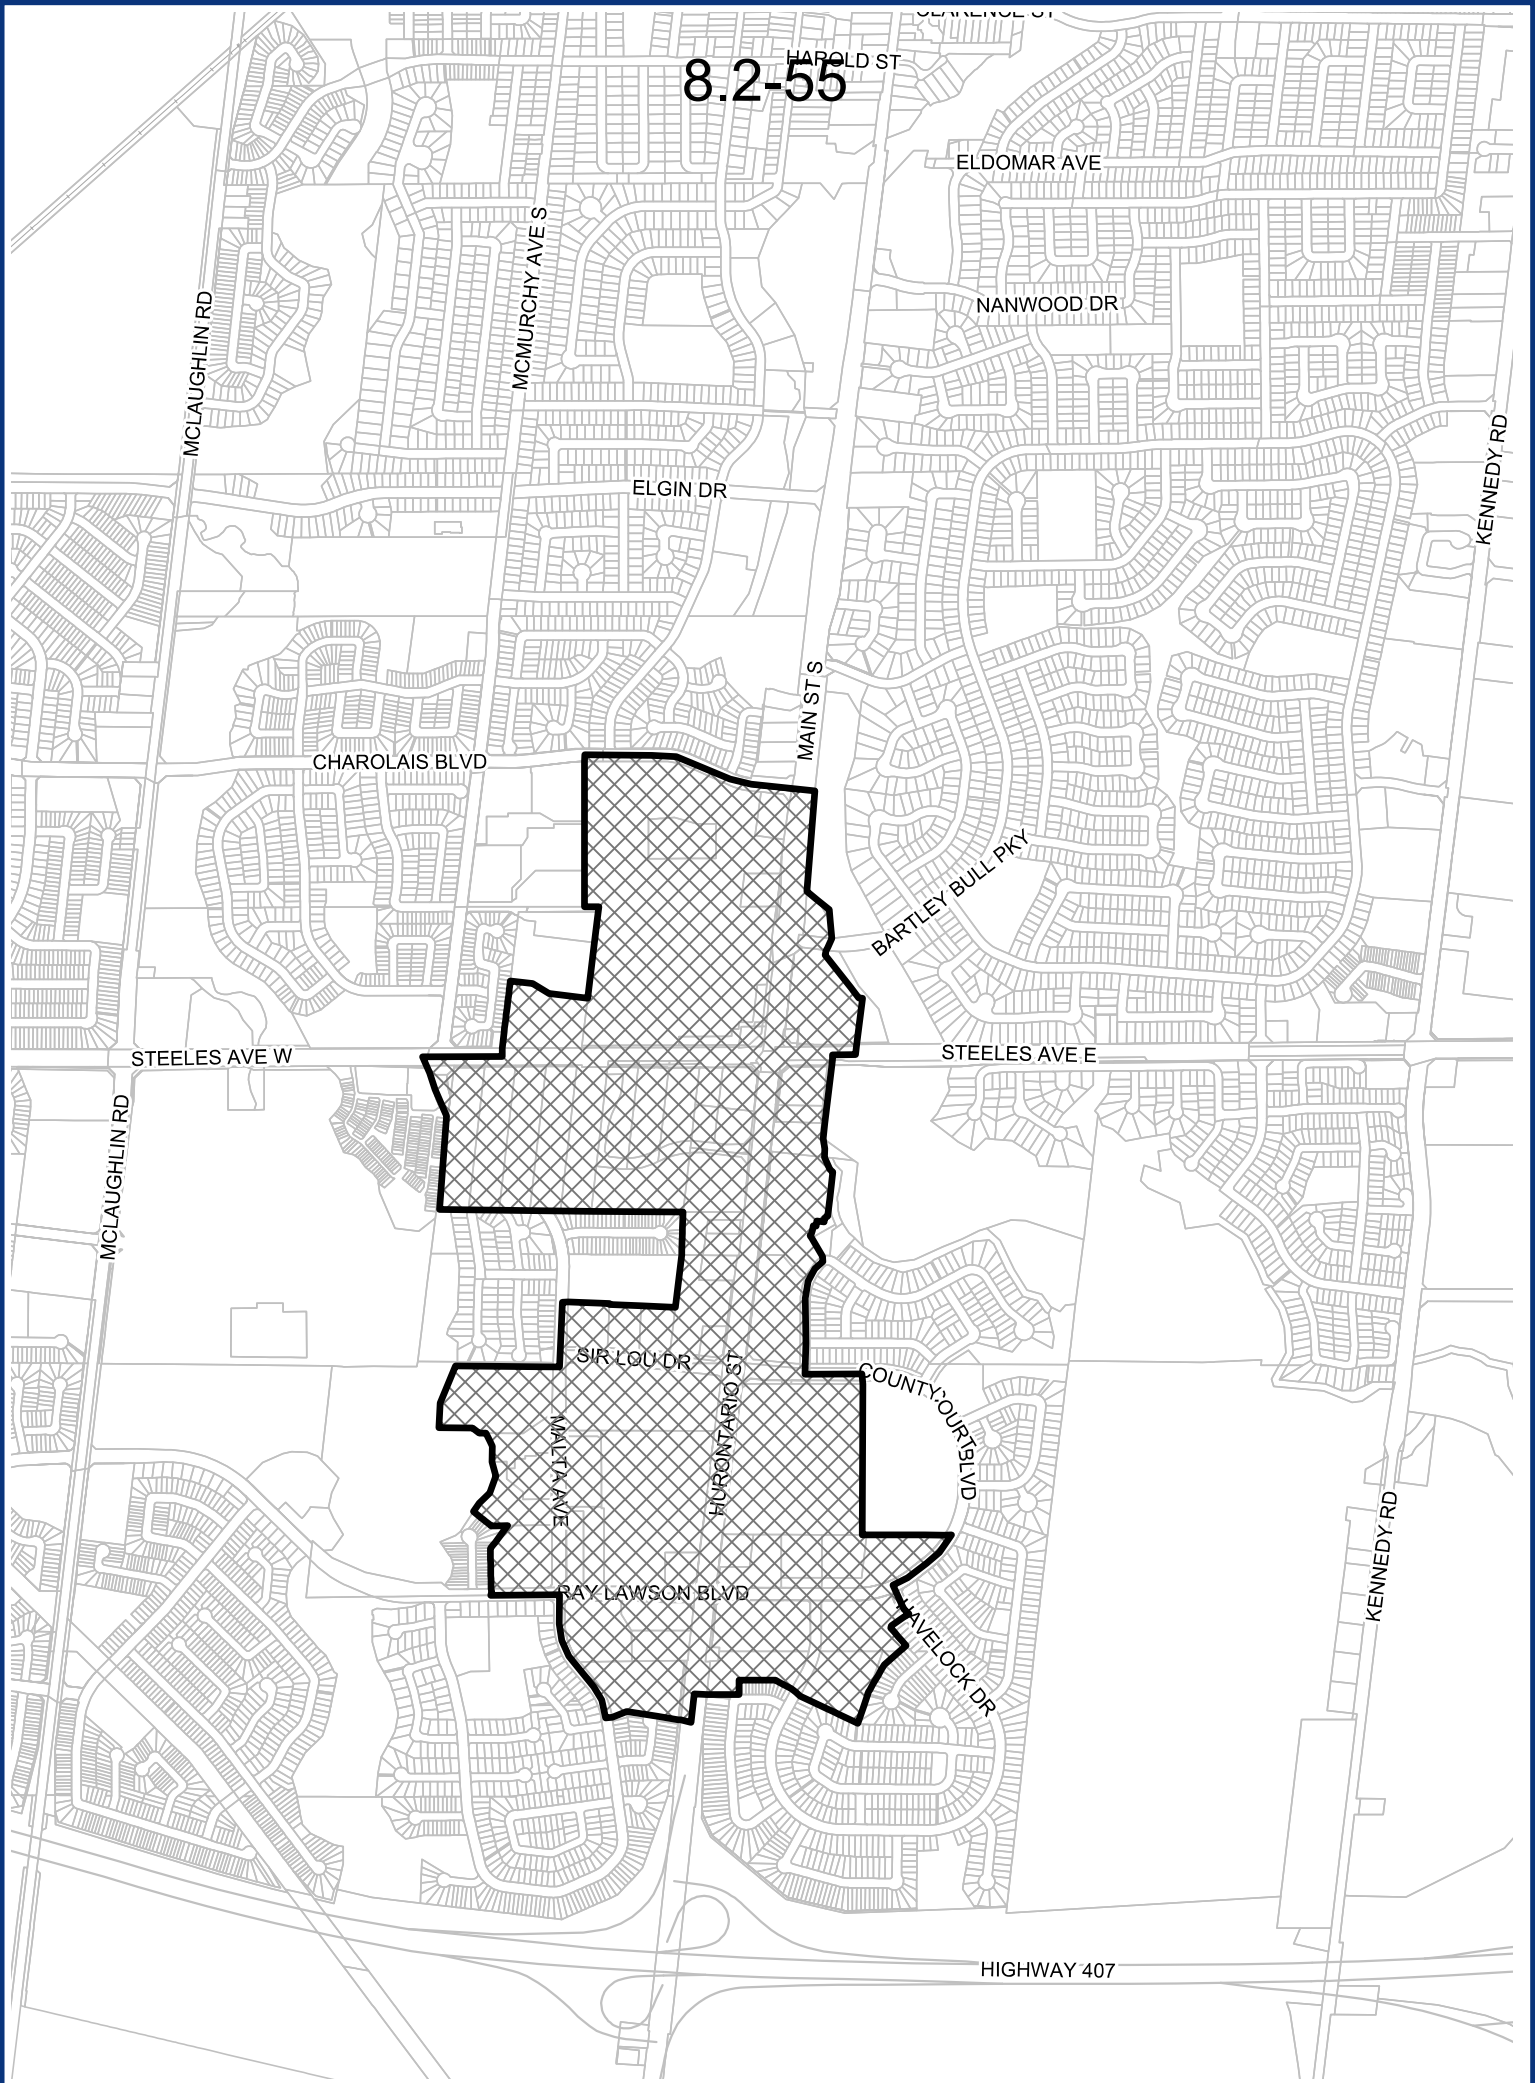 CLARENCE ST
HAROLD ST
8.2-55
ELDOMAR AVE
MCMURCHY AVE S
NANWOOD DR
MCLAUGHLIN RD
KENNEDY RD
ELGIN DR
MAIN ST S
CHAROLAIS BLVD
BARTLEY BULL PKY
STEELES AVE W
STEELES AVE E
MCLAUGHLIN RD
SIR LOU DR
HURONTARIO ST
COUNTY COURT BLVD
MALTA AVE
KENNEDY RD
RAY LAWSON BLVD
HAVELOCK DR
HIGHWAY 407